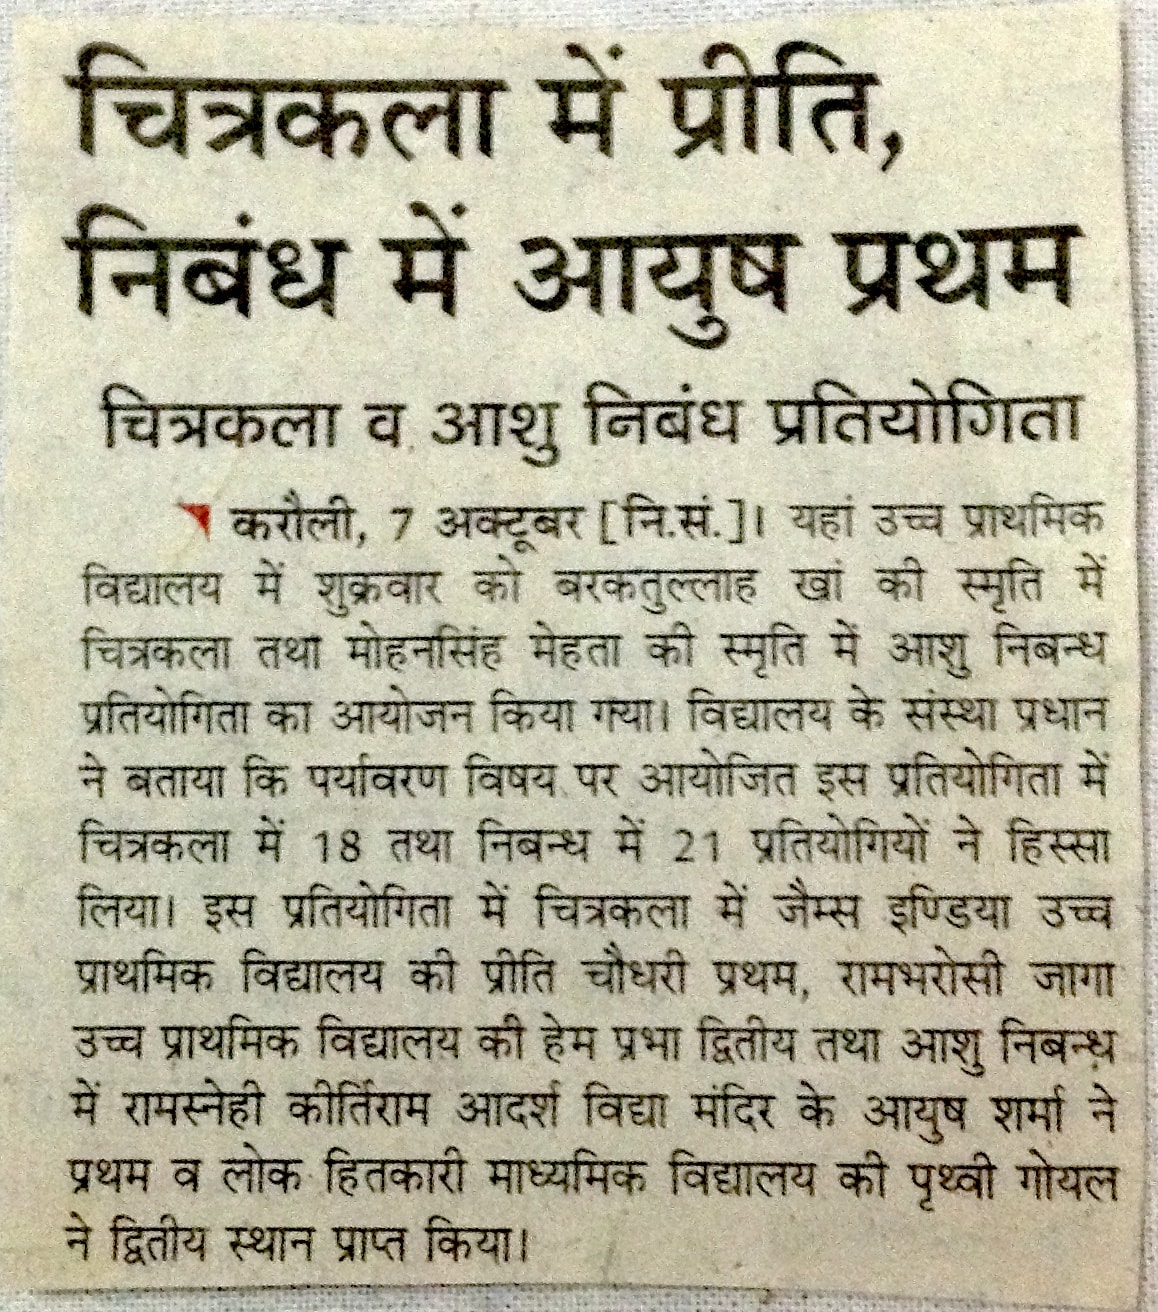 चित्रकला में प्रीति,
निबंध में आयुष प्रथम
चित्रकला व आशु निबंध प्रतियोगिता
करौली, 7 अक्टूबर [नि.सं.]। यहां उच्च प्राथमिक
विद्यालय में शुक्रवार को बरकतुल्लाह खां की स्मृति में
चित्रकला तथा मोहनसिंह मेहता की स्मृति में आशु निबन्ध
प्रतियोगिता का आयोजन किया गया। विद्यालय के संस्था प्रधान
ने बताया कि पर्यावरण विषय पर आयोजित इस प्रतियोगिता में
चित्रकला में 18 तथा निबन्ध में 21 प्रतियोगियों ने हिस्सा
लिया। इस प्रतियोगिता में चित्रकला में जैम्स इण्डिया उच्च
प्राथमिक विद्यालय की प्रीति चौधरी प्रथम, रामभरोसी जागा
उच्च प्राथमिक विद्यालय की हेम प्रभा द्वितीय तथा आशु निबन्ध
में रामस्नेही कीर्तिराम आदर्श विद्या मंदिर के आयुष शर्मा ने
प्रथम व लोक हितकारी माध्यमिक विद्यालय की पृथ्वी गोयल
ने द्वितीय स्थान प्राप्त किया।